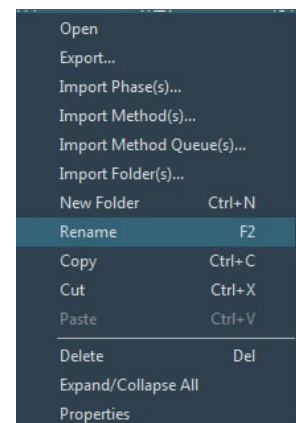 Open
Export...
Import Phase(s)...
Import Method(s)...
Import Method Queue(s)...
Import Folder(s)...
New Folder Ctrl+N
Rename F2
Copy Ctrl+C
Cut Ctrl+X
Paste Ctrl+V
Delete Del
Expand/Collapse All
Properties